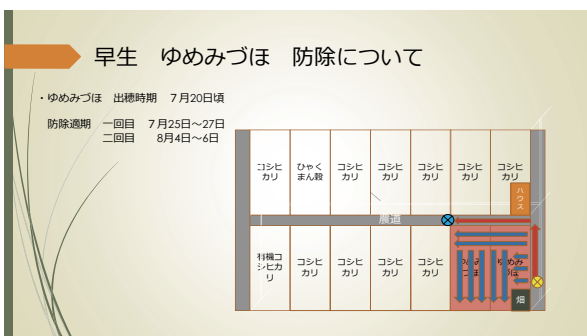 早生　ゆめみづほ　防除について
・ゆめみづほ　出穂時期　7月20日頃
防除適期　一回目　7月25日～27日
二回目　8月4日～6日
コシヒ
カリ
ひゃく
まん穀
コシヒ
カリ
コシヒ
カリ
コシヒ
カリ
コシヒ
カリ
コシヒ
カリ
ハウス
農道
有機コ
シヒカ
リ
コシヒ
カリ
コシヒ
カリ
コシヒ
カリ
コシヒ
カリ
ゆめみ
づほ
ゆめみ
づほ
畑